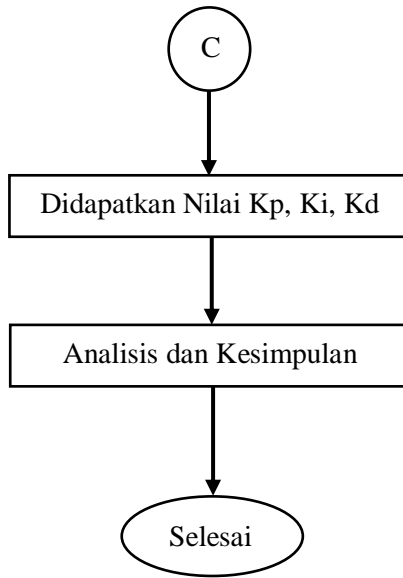 C
Didapatkan Nilai Kp, Ki, Kd
Analisis dan Kesimpulan
Selesai